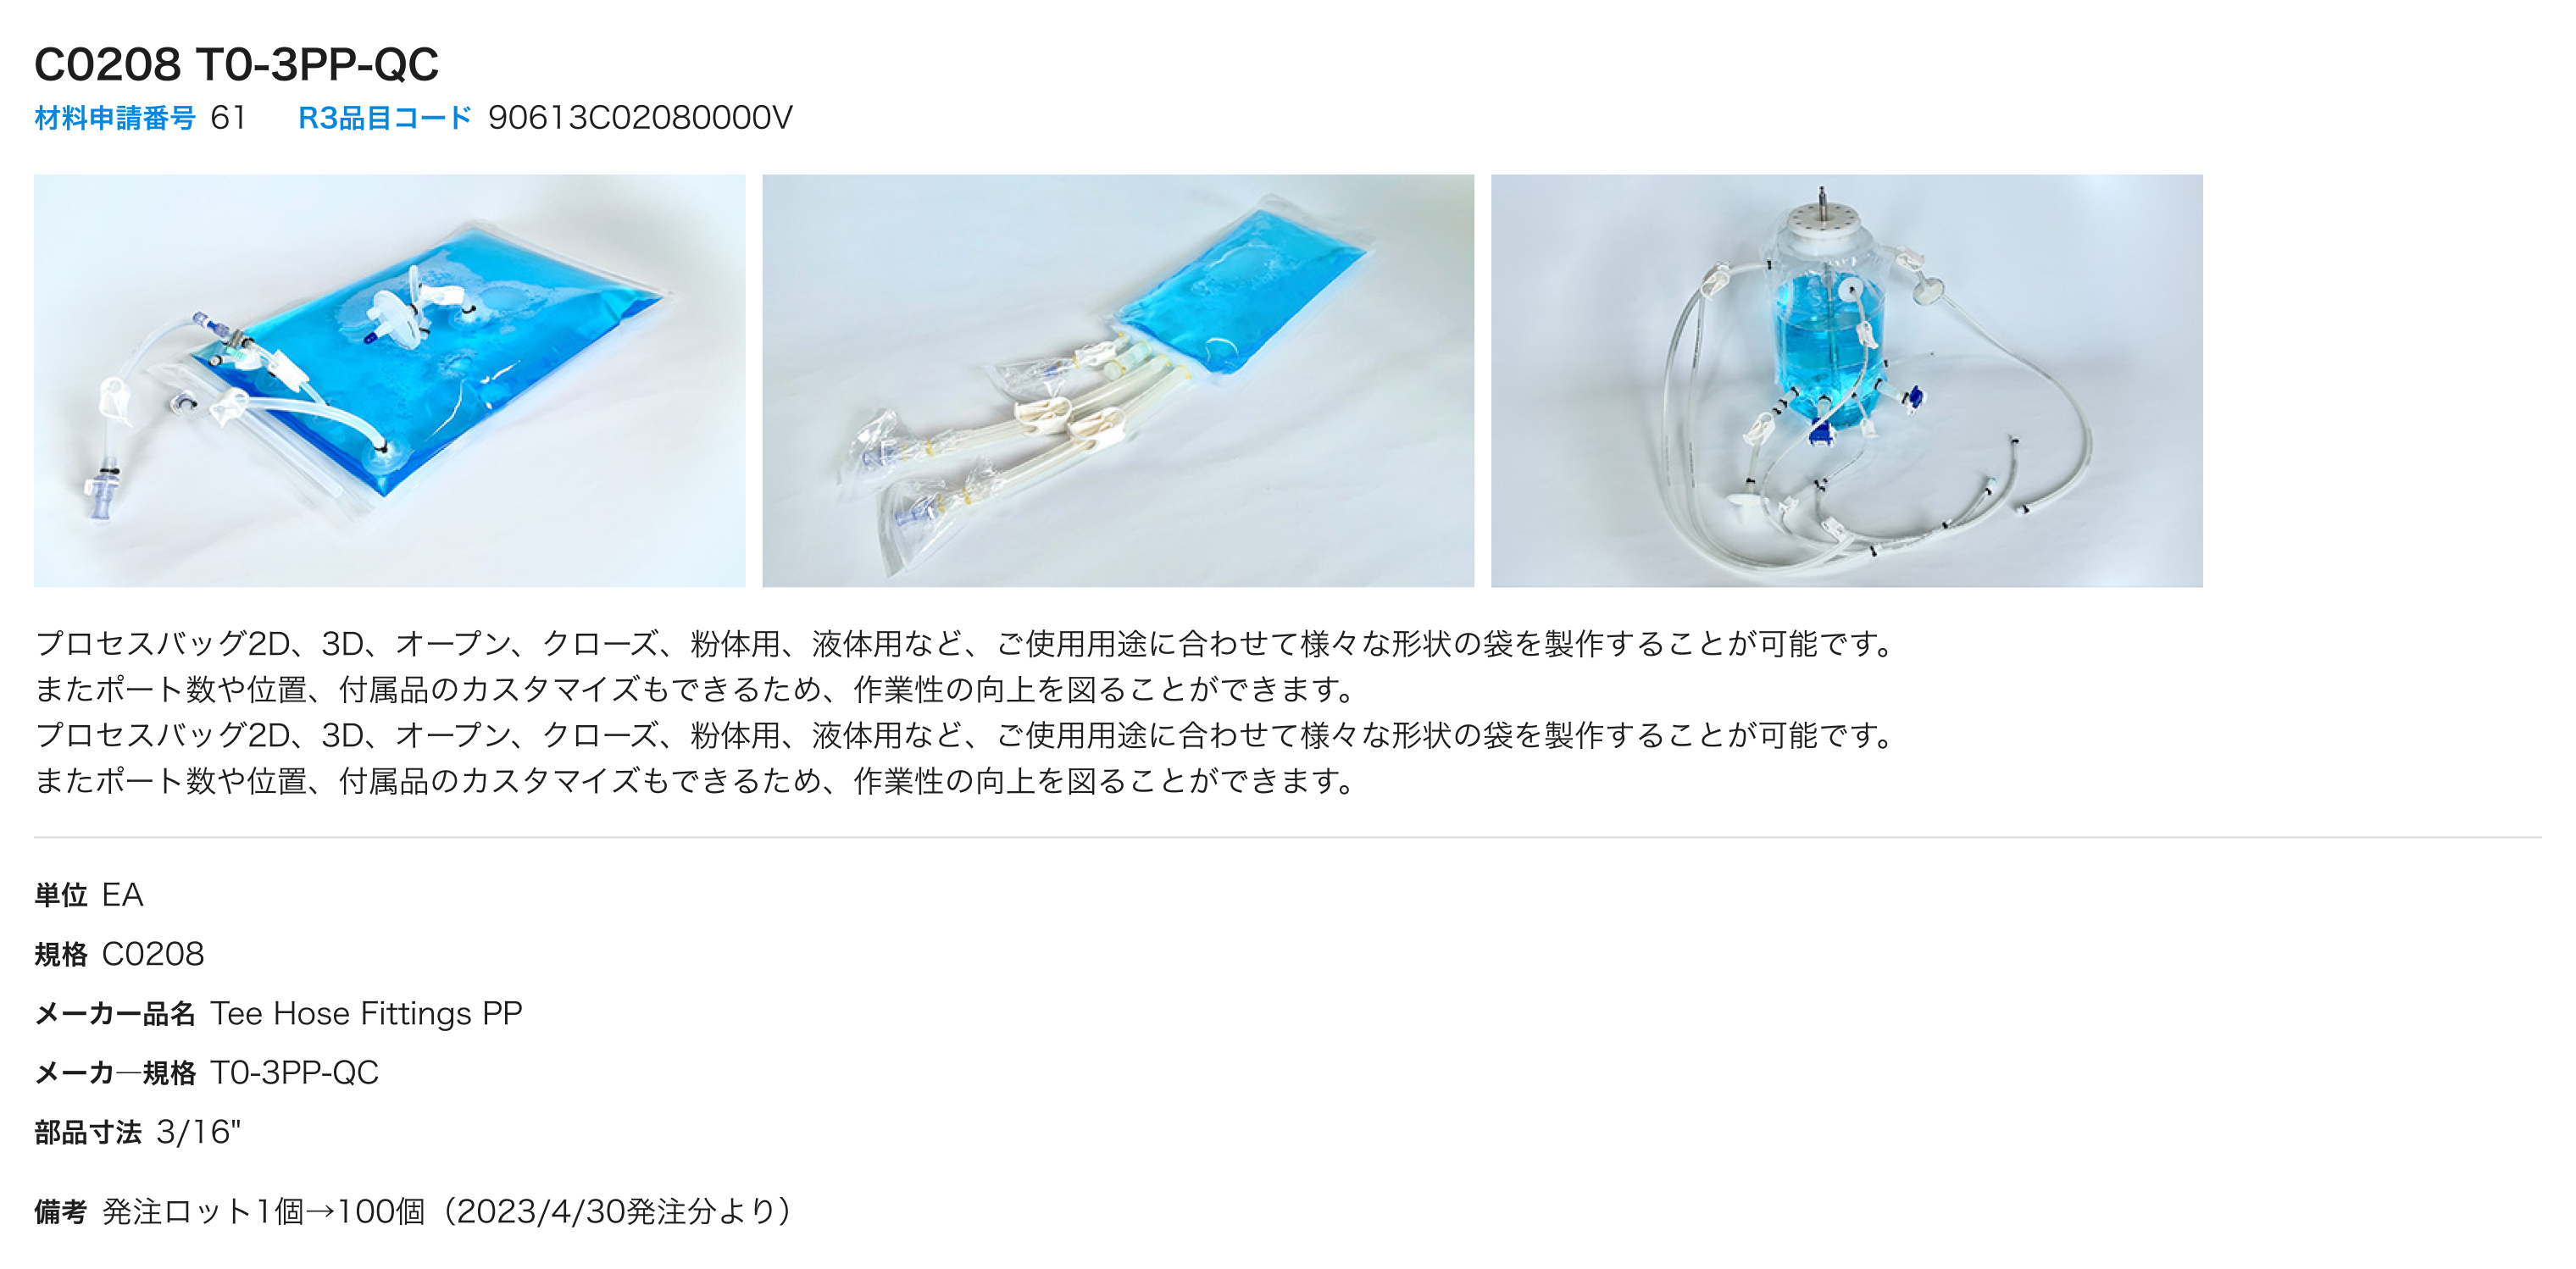 C0208 T0-3PP-QC
材料申請番号 61 R3品目コード 90613C02080000V
プロセスバッグ2D、3D、オープン、クローズ、粉体用、液体用など、ご使用用途に合わせて様々な形状の袋を製作することが可能です。
またポート数や位置、付属品のカスタマイズもできるため、作業性の向上を図ることができます。
プロセスバッグ2D、3D、オープン、クローズ、粉体用、液体用など、ご使用用途に合わせて様々な形状の袋を製作することが可能です。
またポート数や位置、付属品のカスタマイズもできるため、作業性の向上を図ることができます。
単位 EA
規格 C0208
メーカー品名 Tee Hose Fittings PP
メーカ―規格 T0-3PP-QC
部品寸法 3/16"
備考 発注ロット1個→100個（2023/4/30発注分より）